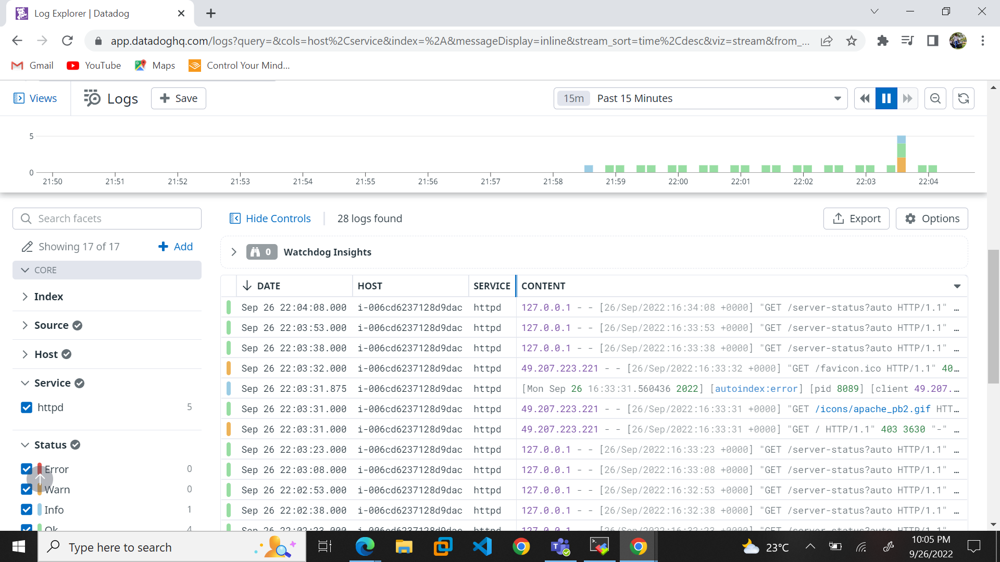 Log Explorer | Datadog
app.datadoghq.com/logs?query=&cols=host%2Cservice&index=%2A&messageDisplay=inline&stream_sort=time%2Cdesc&viz=stream&from_...
Gmail YouTube Maps Control Your Mind...
Views Logs Save 15m Past 15 Minutes
5
0
21:50 21:51 21:52 21:53 21:54 21:55 21:56 21:57 21:58 21:59 22:00 22:01 22:02 22:03 22:04
Search facets
Hide Controls 28 logs found Export Options
Showing 17 of 17 Add
0 Watchdog Insights
CORE
Index
Source
Host
Service
httpd 5
Status
Error 0
Warn 0
Info 1
Ok 4
DATE HOST SERVICE CONTENT
Sep 26 22:04:08.000 i-006cd6237128d9dac httpd 127.0.0.1 - - [26/Sep/2022:16:34:08 +0000] "GET /server-status?auto HTTP/1.1" …
Sep 26 22:03:53.000 i-006cd6237128d9dac httpd 127.0.0.1 - - [26/Sep/2022:16:33:53 +0000] "GET /server-status?auto HTTP/1.1" …
Sep 26 22:03:38.000 i-006cd6237128d9dac httpd 127.0.0.1 - - [26/Sep/2022:16:33:38 +0000] "GET /server-status?auto HTTP/1.1" …
Sep 26 22:03:32.000 i-006cd6237128d9dac httpd 49.207.223.221 - - [26/Sep/2022:16:33:32 +0000] "GET /favicon.ico HTTP/1.1" 40…
Sep 26 22:03:31.875 i-006cd6237128d9dac httpd [Mon Sep 26 16:33:31.560436 2022] [autoindex:error] [pid 8089] [client 49.207.…
Sep 26 22:03:31.000 i-006cd6237128d9dac httpd 49.207.223.221 - - [26/Sep/2022:16:33:31 +0000] "GET /icons/apache_pb2.gif HTT…
Sep 26 22:03:31.000 i-006cd6237128d9dac httpd 49.207.223.221 - - [26/Sep/2022:16:33:31 +0000] "GET / HTTP/1.1" 403 3630 "-" …
Sep 26 22:03:23.000 i-006cd6237128d9dac httpd 127.0.0.1 - - [26/Sep/2022:16:33:23 +0000] "GET /server-status?auto HTTP/1.1" …
Sep 26 22:03:08.000 i-006cd6237128d9dac httpd 127.0.0.1 - - [26/Sep/2022:16:33:08 +0000] "GET /server-status?auto HTTP/1.1" …
Sep 26 22:02:53.000 i-006cd6237128d9dac httpd 127.0.0.1 - - [26/Sep/2022:16:32:53 +0000] "GET /server-status?auto HTTP/1.1" …
Sep 26 22:02:38.000 i-006cd6237128d9dac httpd 127.0.0.1 - - [26/Sep/2022:16:32:38 +0000] "GET /server-status?auto HTTP/1.1" …
Sep 26 22:02:23.000 i-006cd6237128d9dac httpd 127.0.0.1 - - [26/Sep/2022:16:32:23 +0000] "GET /server-status?auto HTTP/1.1" …
Type here to search
23°C
10:05 PM
9/26/2022